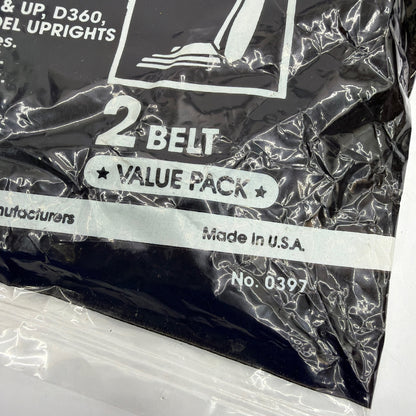 & UP, D360,
DEL UPRIGHTS
es.
2 BELT
★ VALUE PACK ★
nufacturers
Made in U.S.A.
No. 0397